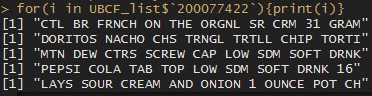 > for(i in UBCF_list$`200077422`){print(i)}
[1] "CTL BR FRNCH ON THE ORGNL SR CRM 31 GRAM"
[1] "DORITOS NACHO CHS TRNGL TRTLL CHIP TORTI"
[1] "MTN DEW CTRS SCREW CAP LOW SDM SOFT DRNK"
[1] "PEPSI COLA TAB TOP LOW SDM SOFT DRNK 16"
[1] "LAYS SOUR CREAM AND ONION 1 OUNCE POT CH"